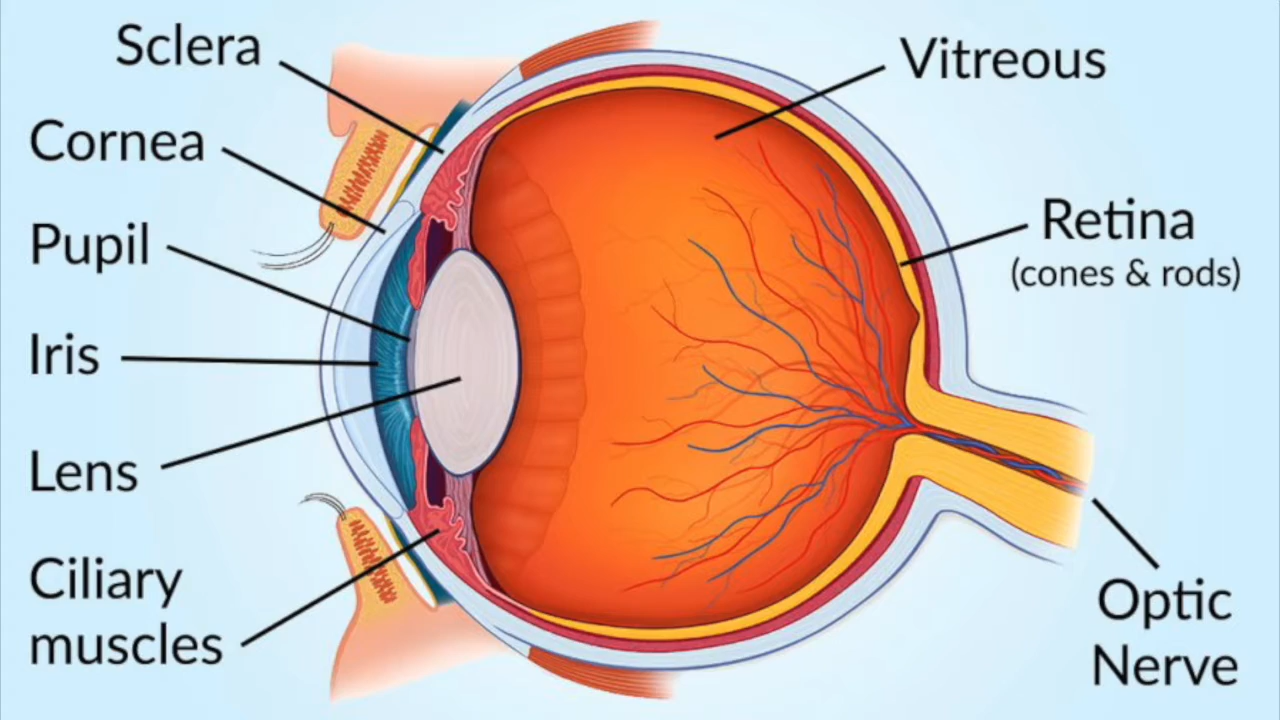 Sclera
Cornea
Pupil
Iris
Lens
Ciliary
muscles
Vitreous
Retina
(cones & rods)
Optic
Nerve